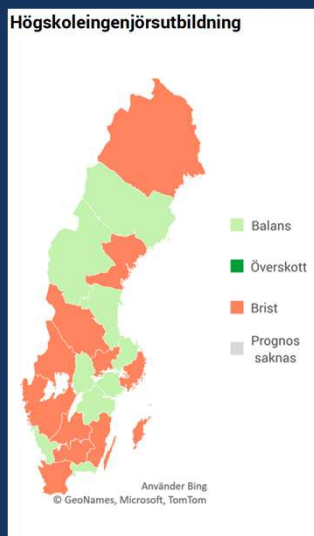 Högskoleingenjörsutbildning
Balans
Överskott
Brist
Prognos
saknas
Använder Bing
© GeoNames, Microsoft, TomTom